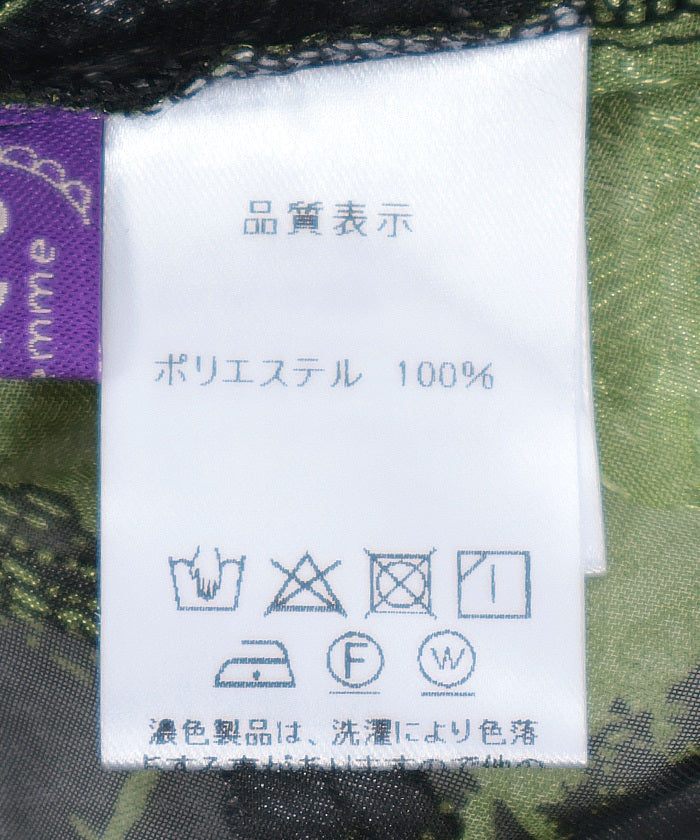 品質表示
ポリエステル 100%
F W
濃色製品は、洗濯により色落